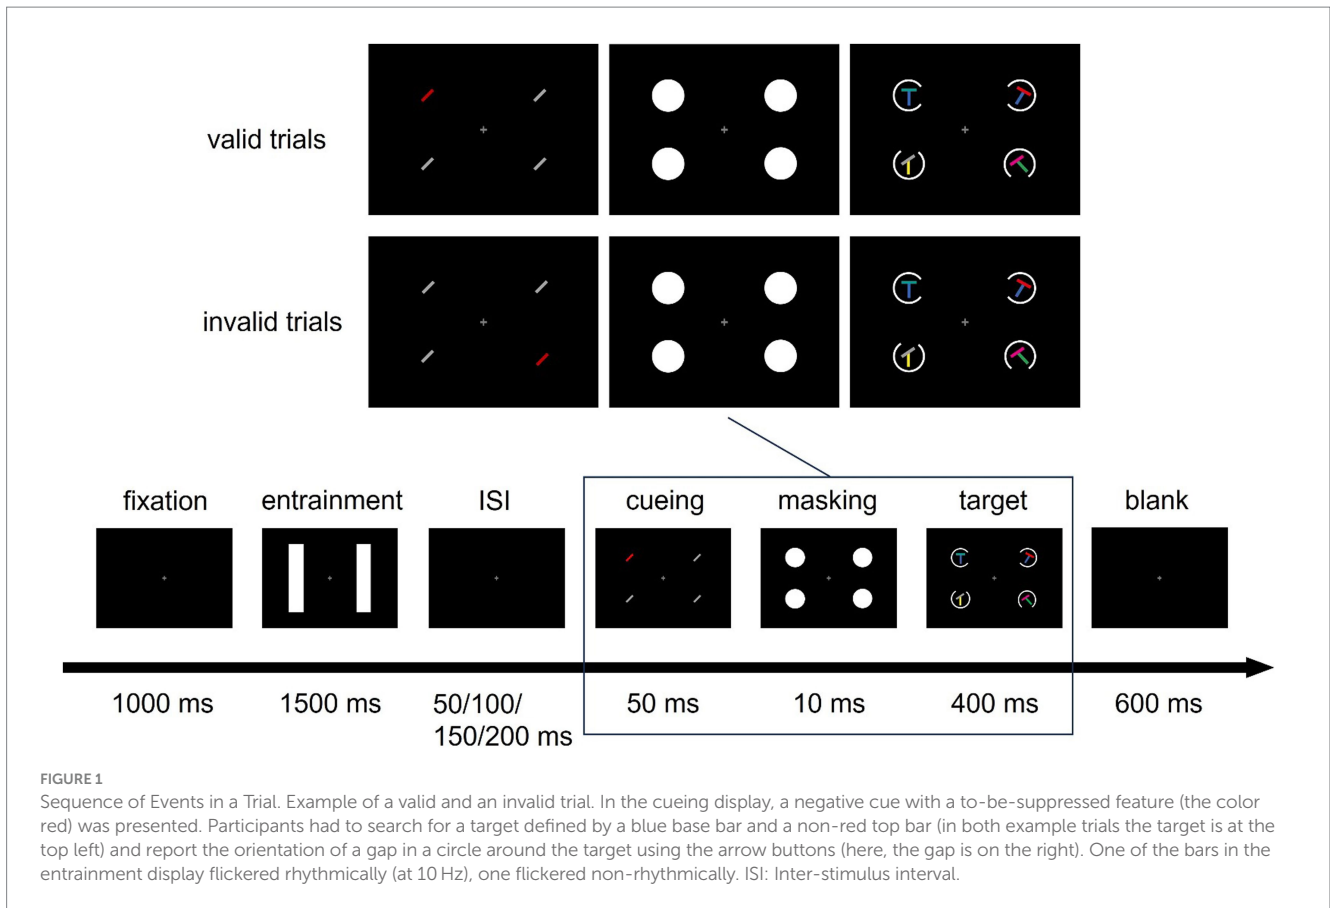 valid trials
invalid trials
fixation
entrainment
ISI
cueing
masking
target
blank
1000 ms
1500 ms
50/100/
150/200 ms
50 ms
10 ms
400 ms
600 ms
FIGURE 1
Sequence of Events in a Trial. Example of a valid and an invalid trial. In the cueing display, a negative cue with a to-be-suppressed feature (the color
red) was presented. Participants had to search for a target defined by a blue base bar and a non-red top bar (in both example trials the target is at the
top left) and report the orientation of a gap in a circle around the target using the arrow buttons (here, the gap is on the right). One of the bars in the
entrainment display flickered rhythmically (at 10 Hz), one flickered non-rhythmically. ISI: Inter-stimulus interval.